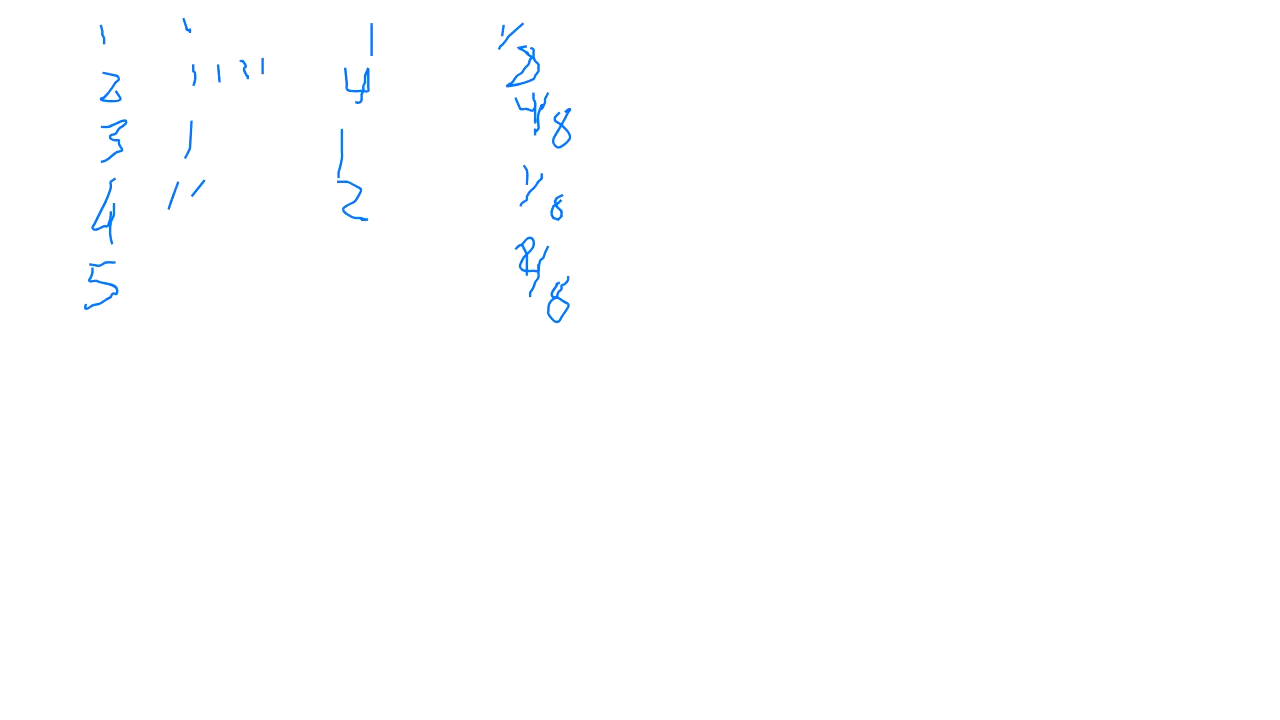 1 | 1 1/8
2 |||| 4 4/8
3 | 1 1/8
4 || 2 2/8
5